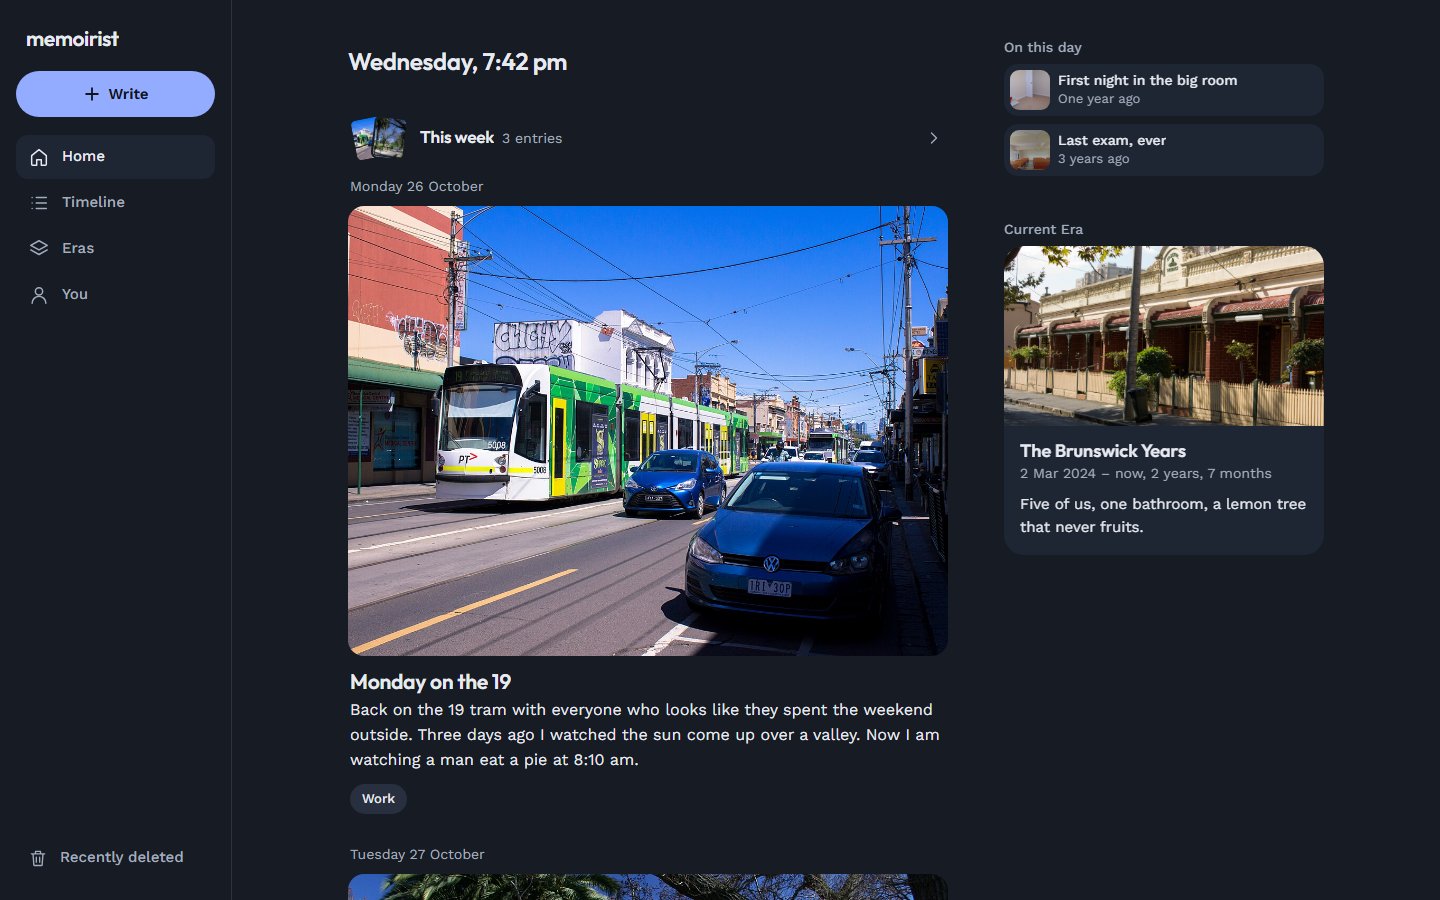 memoirist
Write
Home
Timeline
Eras
You
Recently deleted
Wednesday, 7:42 pm
This week 3 entries
Monday 26 October
5008
PT>
5008
1RI 3OP
Monday on the 19
Back on the 19 tram with everyone who looks like they spent the weekend
outside. Three days ago I watched the sun come up over a valley. Now I am
watching a man eat a pie at 8:10 am.
Work
Tuesday 27 October
On this day
First night in the big room
One year ago
Last exam, ever
3 years ago
Current Era
The Brunswick Years
2 Mar 2024 – now, 2 years, 7 months
Five of us, one bathroom, a lemon tree
that never fruits.